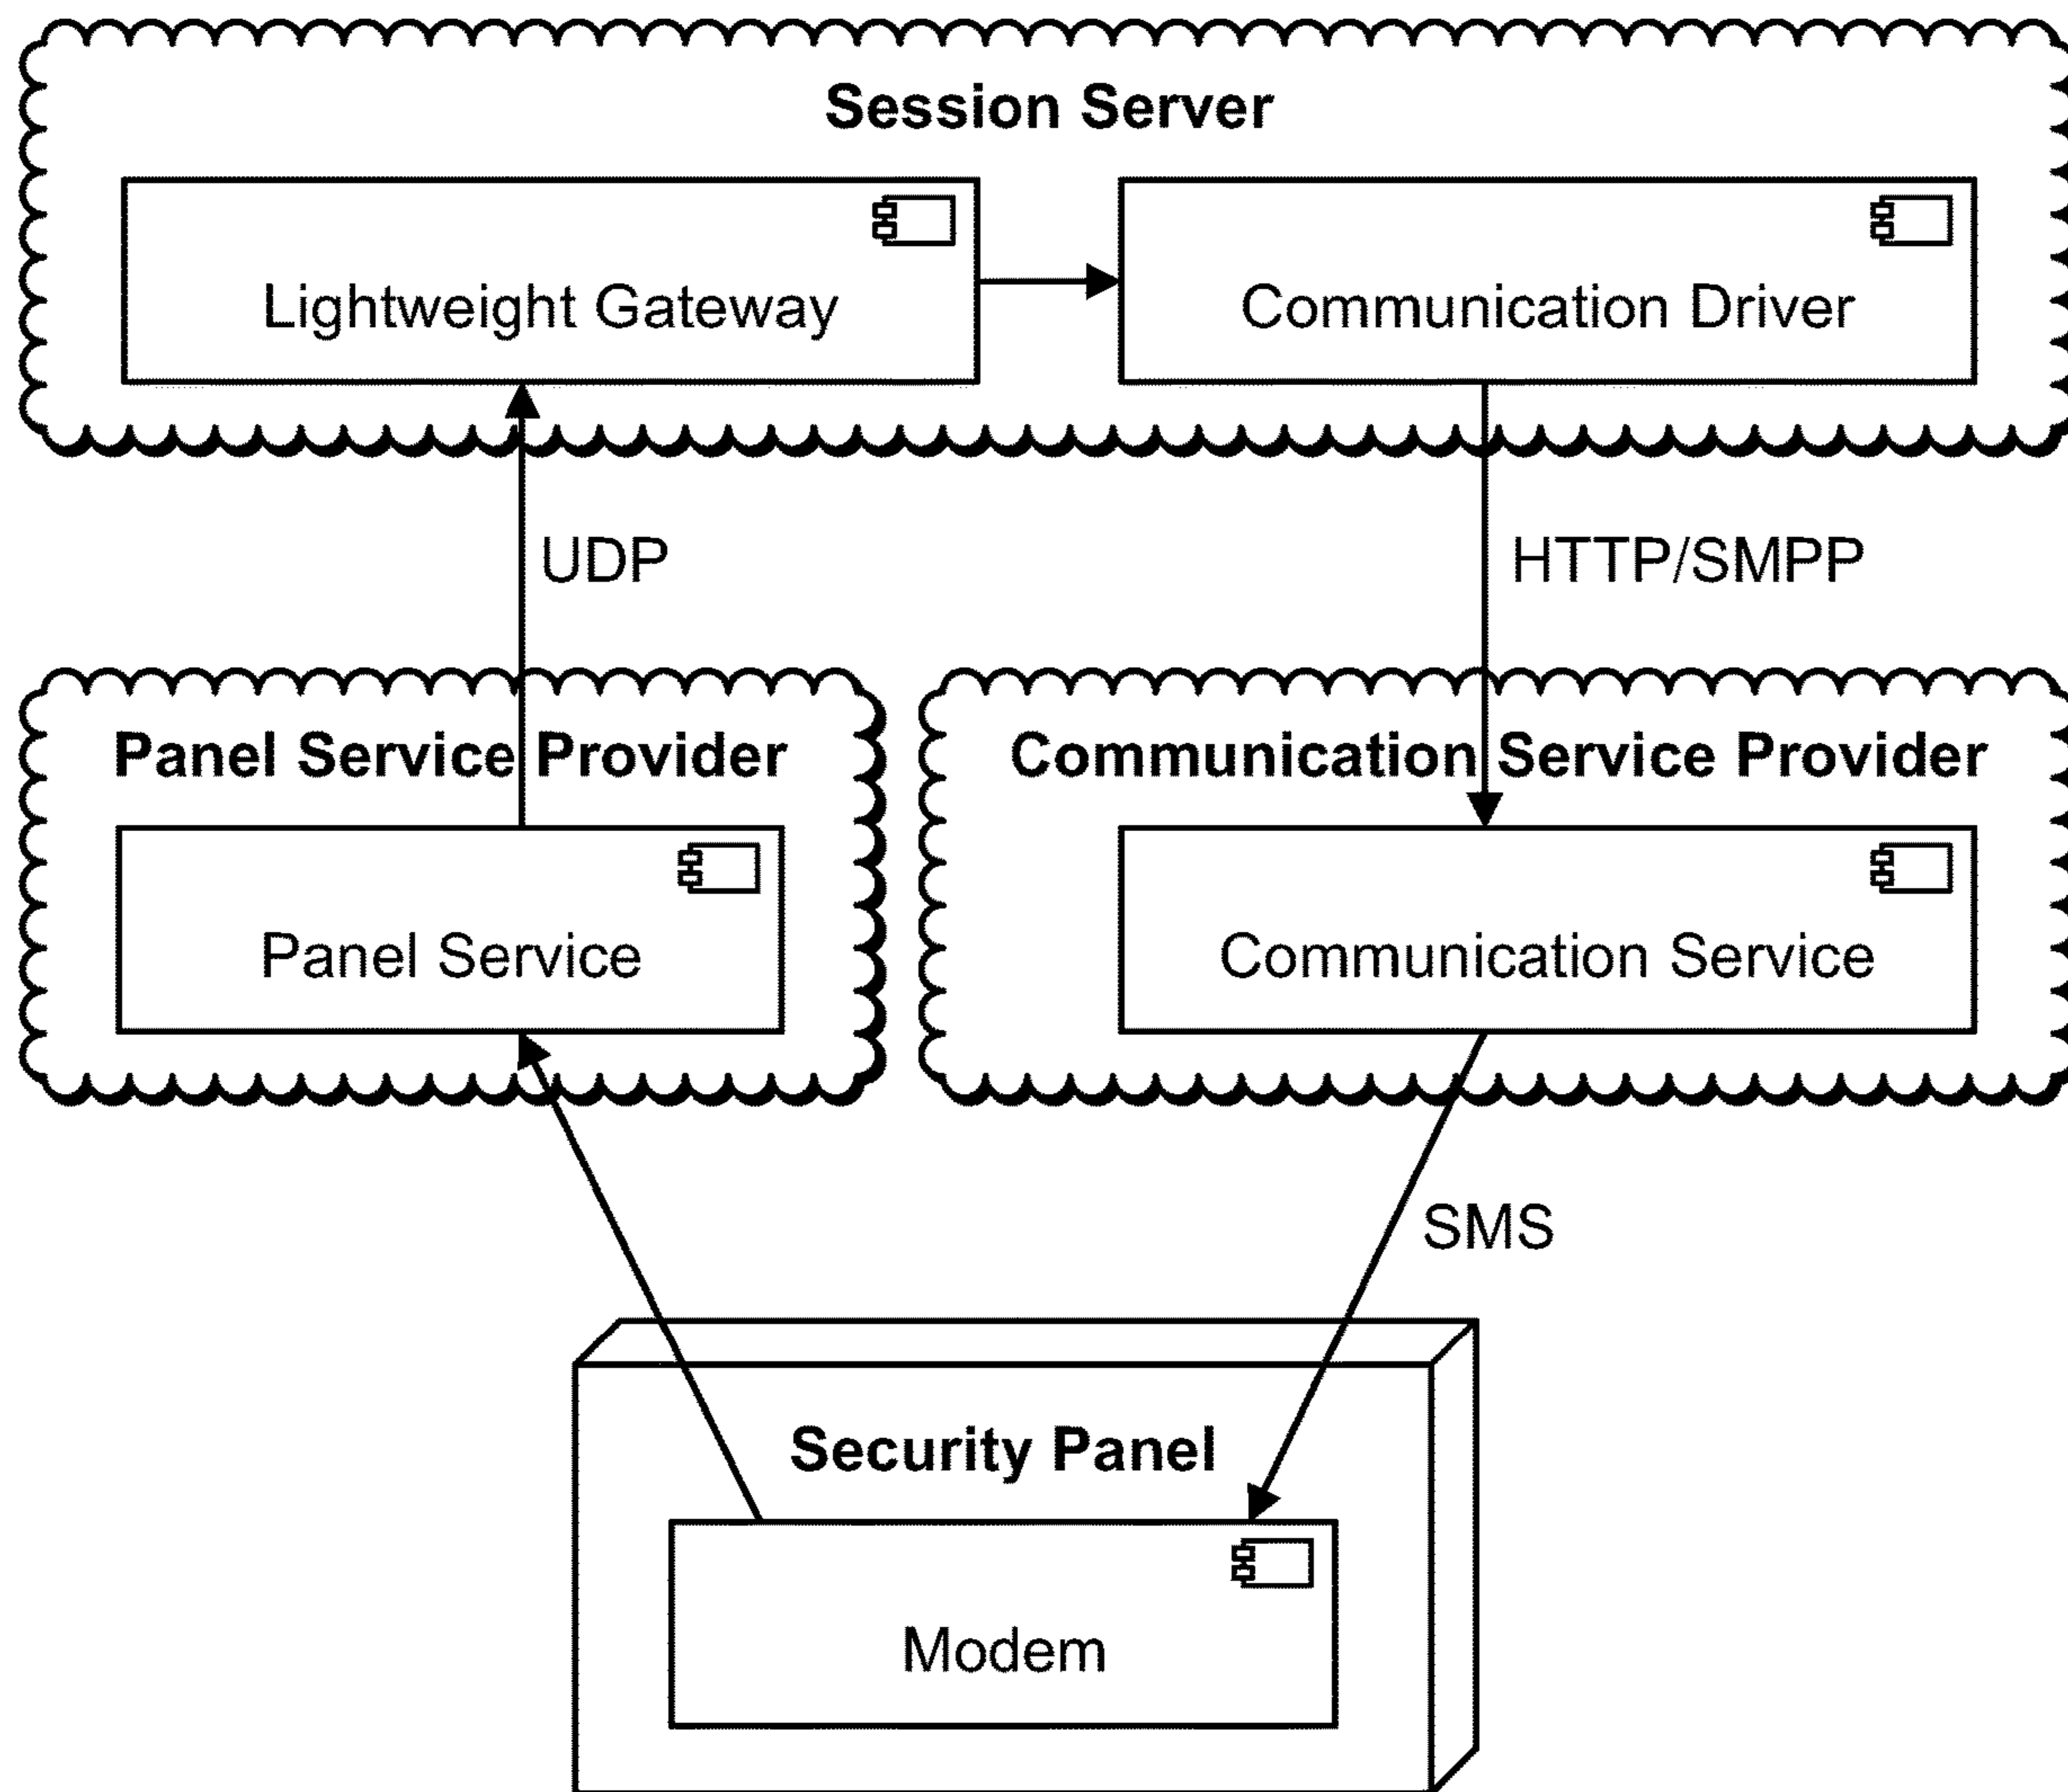 Session Server
Lightweight Gateway
Communication Driver
UDP
HTTP/SMPP
Panel Service Provider
Communication Service Provider
Panel Service
Communication Service
SMS
Security Panel
Modem